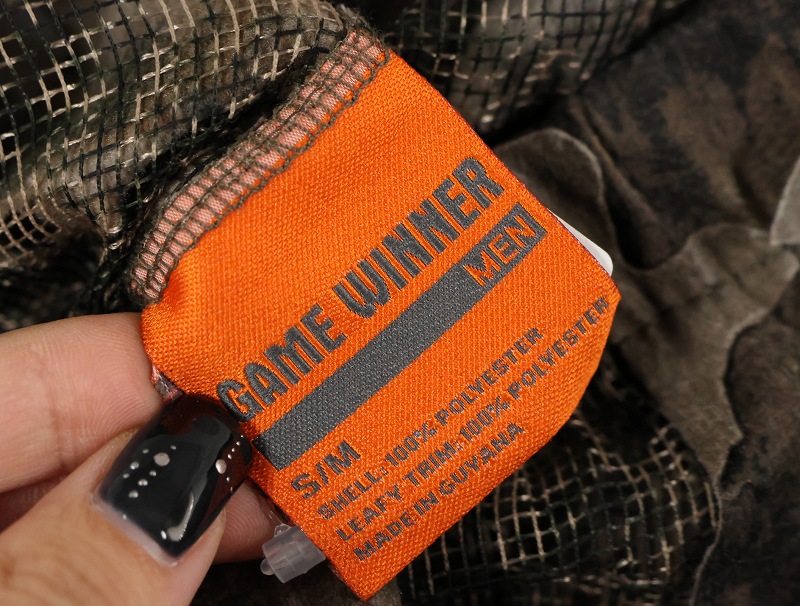 GAME WINNER
MEN
S/M
SHELL: 100% POLYESTER
LEAFY TRIM: 100% POLYESTER
MADE IN GUYANA